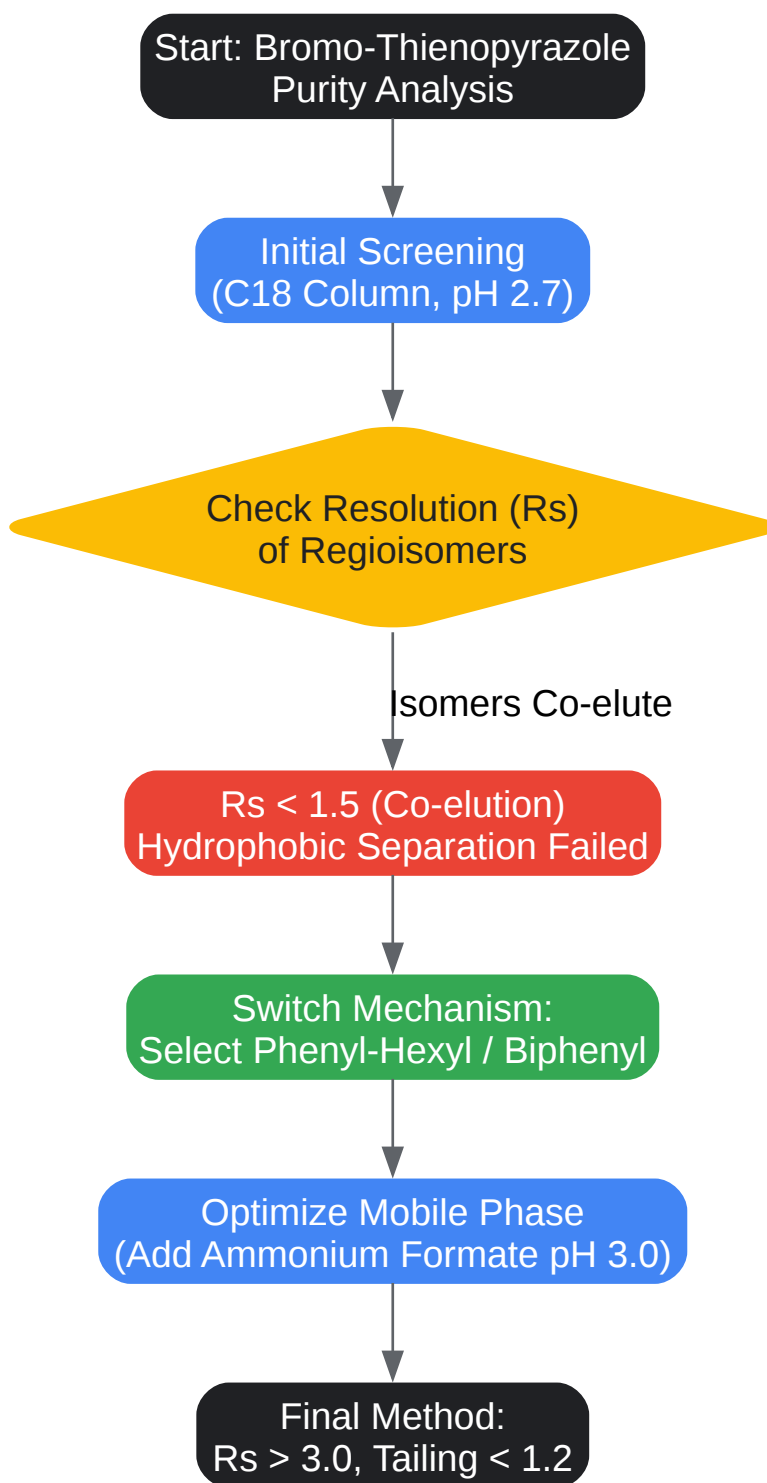 Start: Bromo-Thienopyrazole
Purity Analysis
Initial Screening
(C18 Column, pH 2.7)
Check Resolution (Rs)
of Regioisomers
Isomers Co-elute
Rs < 1.5 (Co-elution)
Hydrophobic Separation Failed
Switch Mechanism:
Select Phenyl-Hexyl / Biphenyl
Optimize Mobile Phase
(Add Ammonium Formate pH 3.0)
Final Method:
Rs > 3.0, Tailing < 1.2